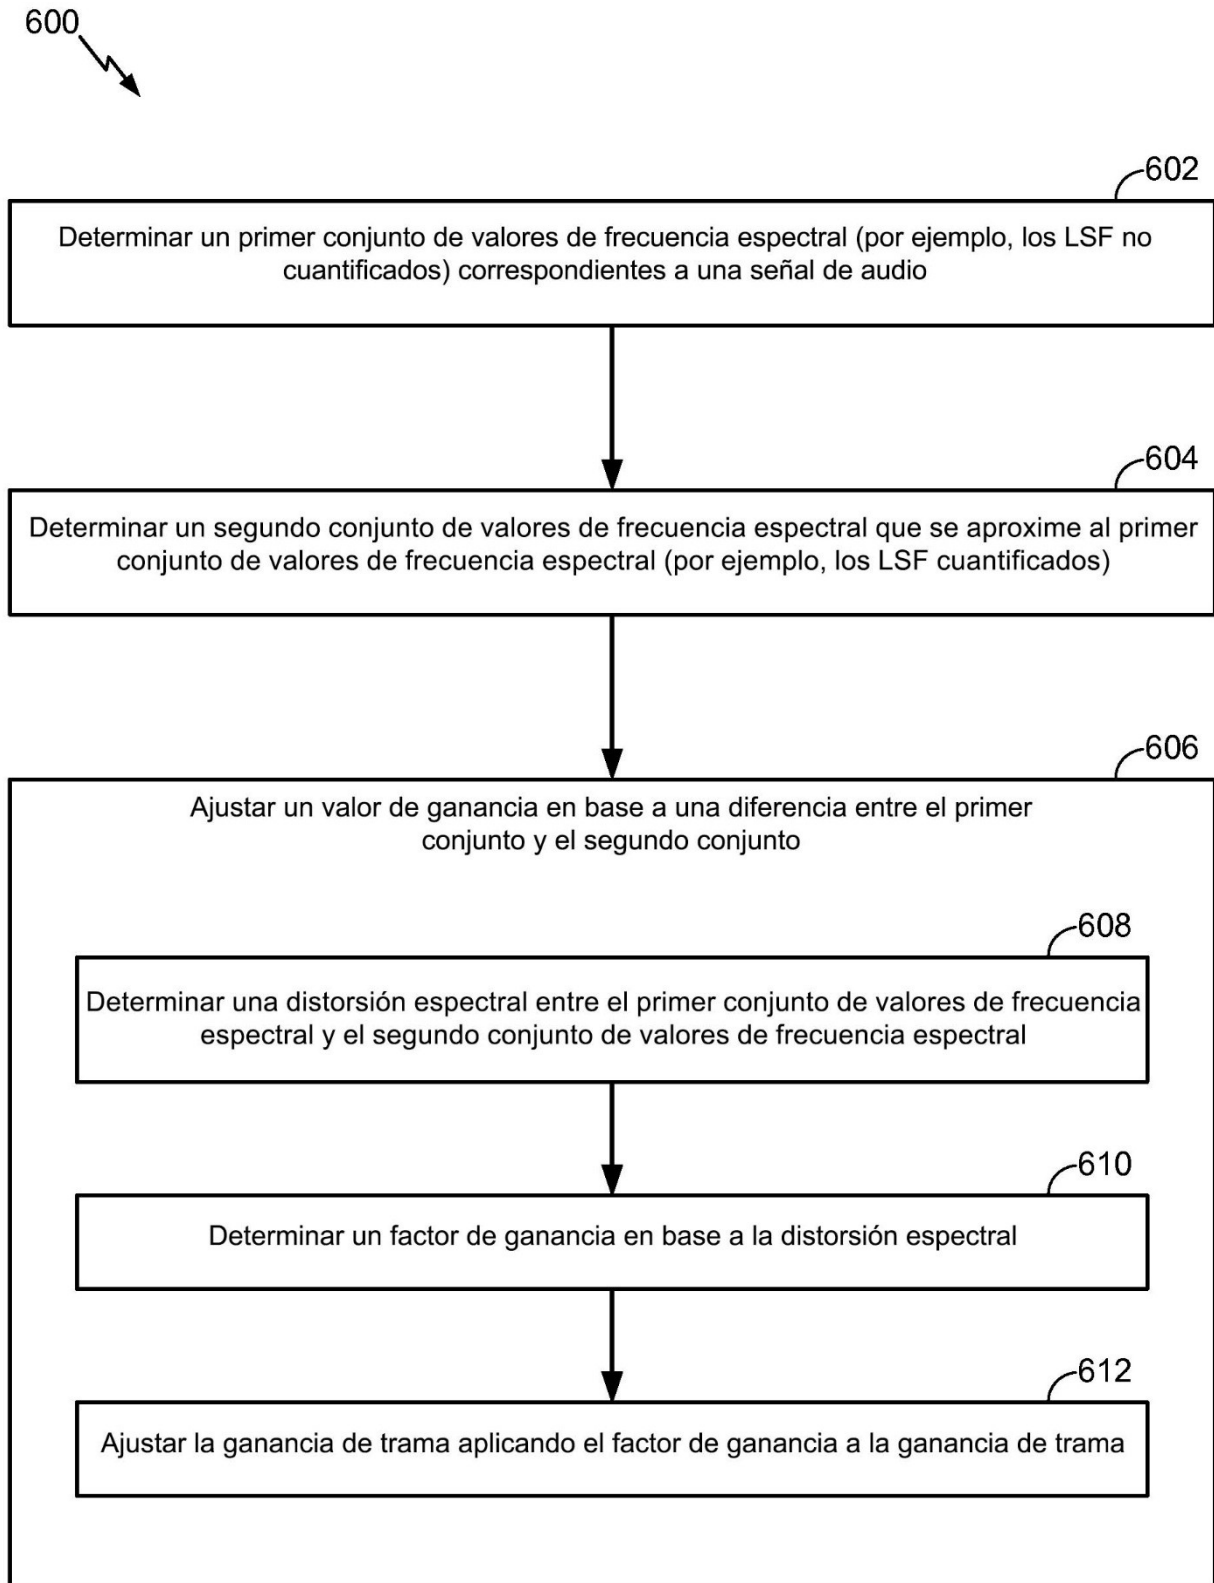 600
602
Determinar un primer conjunto de valores de frecuencia espectral (por ejemplo, los LSF no
cuantificados) correspondientes a una señal de audio
604
Determinar un segundo conjunto de valores de frecuencia espectral que se aproxime al primer
conjunto de valores de frecuencia espectral (por ejemplo, los LSF cuantificados)
606
Ajustar un valor de ganancia en base a una diferencia entre el primer
conjunto y el segundo conjunto
608
Determinar una distorsión espectral entre el primer conjunto de valores de frecuencia
espectral y el segundo conjunto de valores de frecuencia espectral
610
Determinar un factor de ganancia en base a la distorsión espectral
612
Ajustar la ganancia de trama aplicando el factor de ganancia a la ganancia de trama